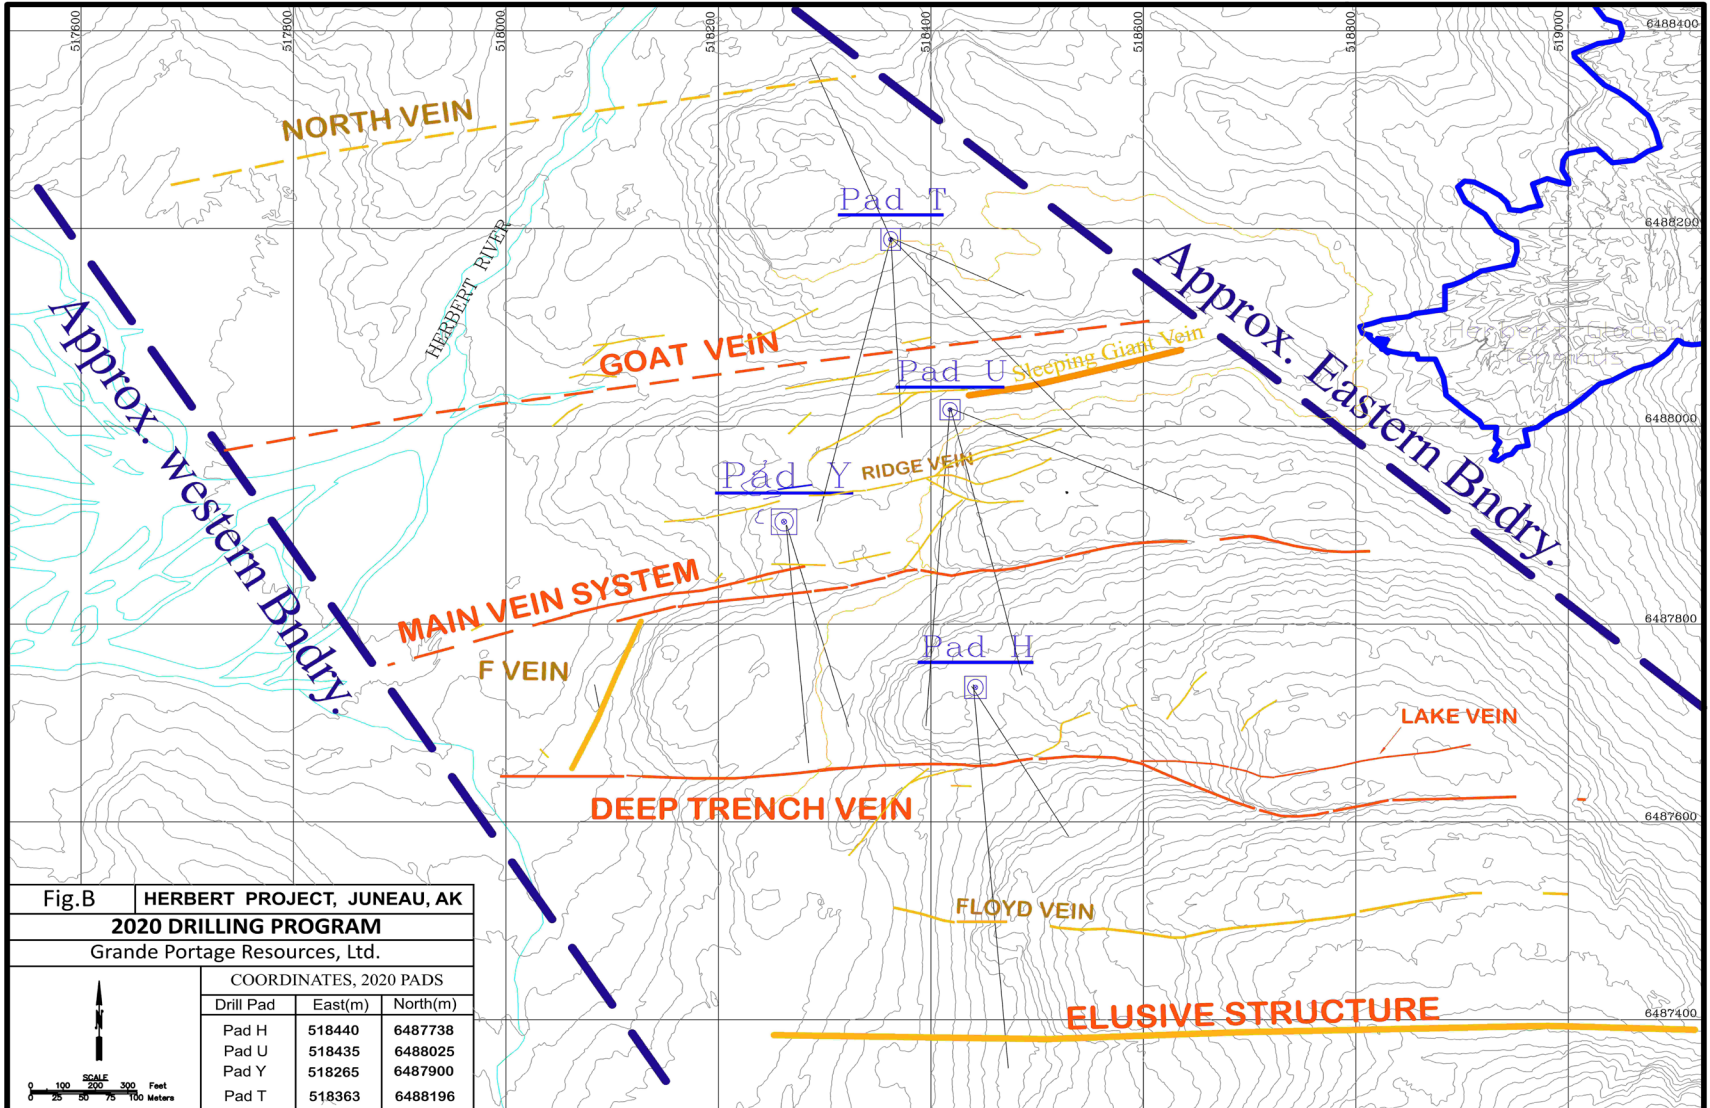 517600
517800
518000
518200
518400
518600
518800
519000
6488400
NORTH VEIN
Pad T
6488200
HERBERT RIVER
Approx. Eastern Bndry.
Approx. western Bndry.
GOAT VEIN
Sleeping Giant Vein
Pad U
6488000
RIDGE VEIN
Pad Y
MAIN VEIN SYSTEM
6487800
Pad H
F VEIN
LAKE VEIN
DEEP TRENCH VEIN
6487600
FLOYD VEIN
ELUSIVE STRUCTURE
6487400
Fig.B
HERBERT PROJECT, JUNEAU, AK
2020 DRILLING PROGRAM
Grande Portage Resources, Ltd.
COORDINATES, 2020 PADS
Drill Pad East(m) North(m)
Pad H 518440 6487738
Pad U 518435 6488025
Pad Y 518265 6487900
Pad T 518363 6488196
N
SCALE
0 100 200 300 Feet
0 25 50 75 100 Meters